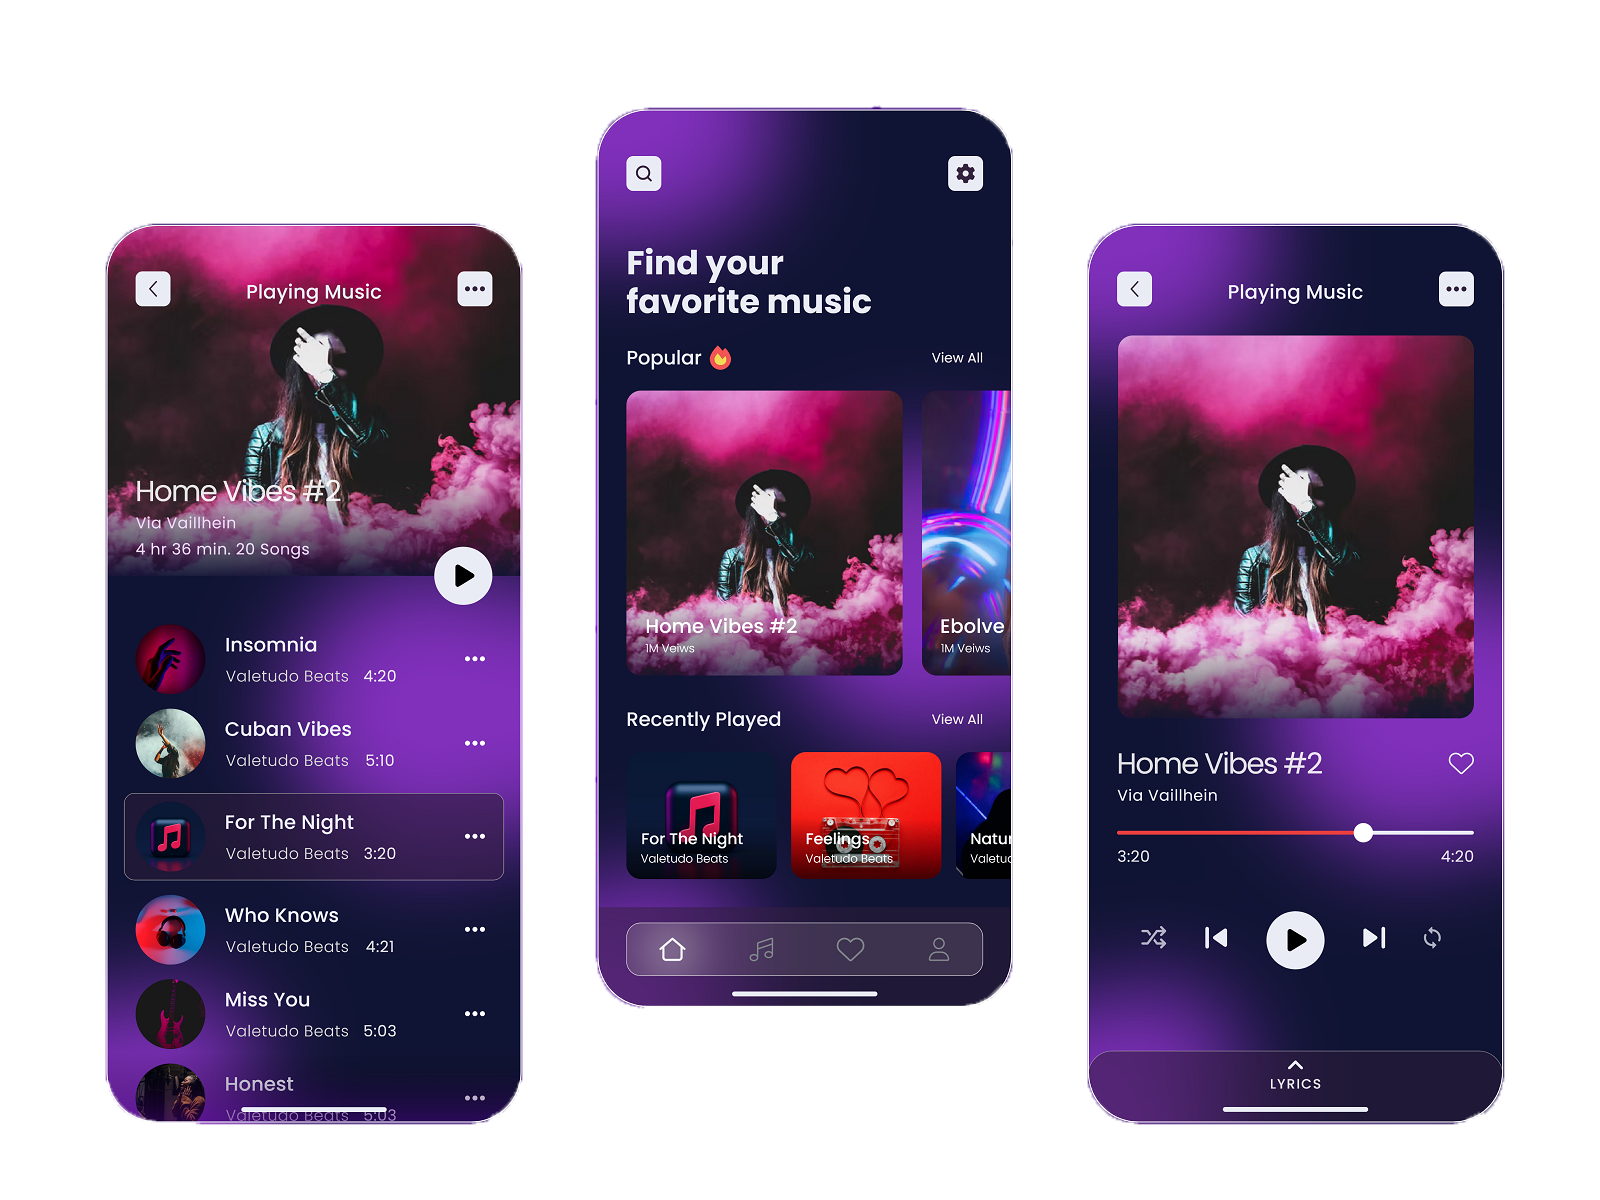 Playing Music
Home Vibes #2
Via Vaillhein
4 hr 36 min. 20 Songs
Insomnia
Valetudo Beats 4:20
Cuban Vibes
Valetudo Beats 5:10
For The Night
Valetudo Beats 3:20
Who Knows
Valetudo Beats 4:21
Miss You
Valetudo Beats 5:03
Honest
Valetudo Beats 5:03
Find your
favorite music
Popular View All
Home Vibes #2
1M Veiws
Ebolve
1M Veiws
Recently Played View All
For The Night
Valetudo Beats
Feelings
Valetudo Beats
Natur
Valetuc
Playing Music
Home Vibes #2
Via Vaillhein
3:20 4:20
LYRICS